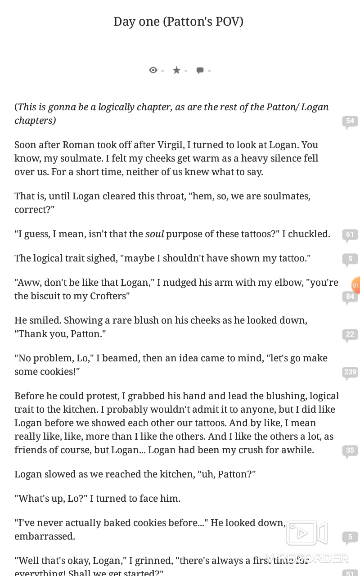 Day one (Patton's POV)
(This is gonna be a logically chapter, as are the rest of the Patton/ Logan
chapters)
54
Soon after Roman took off after Virgil, I turned to look at Logan. You
know, my soulmate. I felt my cheeks get warm as a heavy silence fell
over us. For a short time, neither of us knew what to say.
That is, until Logan cleared this throat, "hem, so, we are soulmates,
correct?"
"I guess, I mean, isn't that the soul purpose of these tattoos?" I chuckled.
61
The logical trait sighed, "maybe I shouldn't have shown my tattoo."
5
"Aww, don't be like that Logan," I nudged his arm with my elbow, "you're
the biscuit to my Crofters"
84
He smiled. Showing a rare blush on his cheeks as he looked down,
"Thank you, Patton."
22
"No problem, Lo," I beamed, then an idea came to mind, "let's go make
some cookies!"
239
Before he could protest, I grabbed his hand and lead the blushing, logical
trait to the kitchen. I probably wouldn't admit it to anyone, but I did like
Logan before we showed each other our tattoos. And by like, I mean
really like, like, more than I like the others. And I like the others a lot, as
friends of course, but Logan... Logan had been my crush for awhile.
35
Logan slowed as we reached the kitchen, "uh, Patton?"
"What's up, Lo?" I turned to face him.
"I've never actually baked cookies before..." He looked down,
embarrassed.
5
"Well that's okay, Logan," I grinned, "there's always a first time for
everything! Shall we get started?"
51